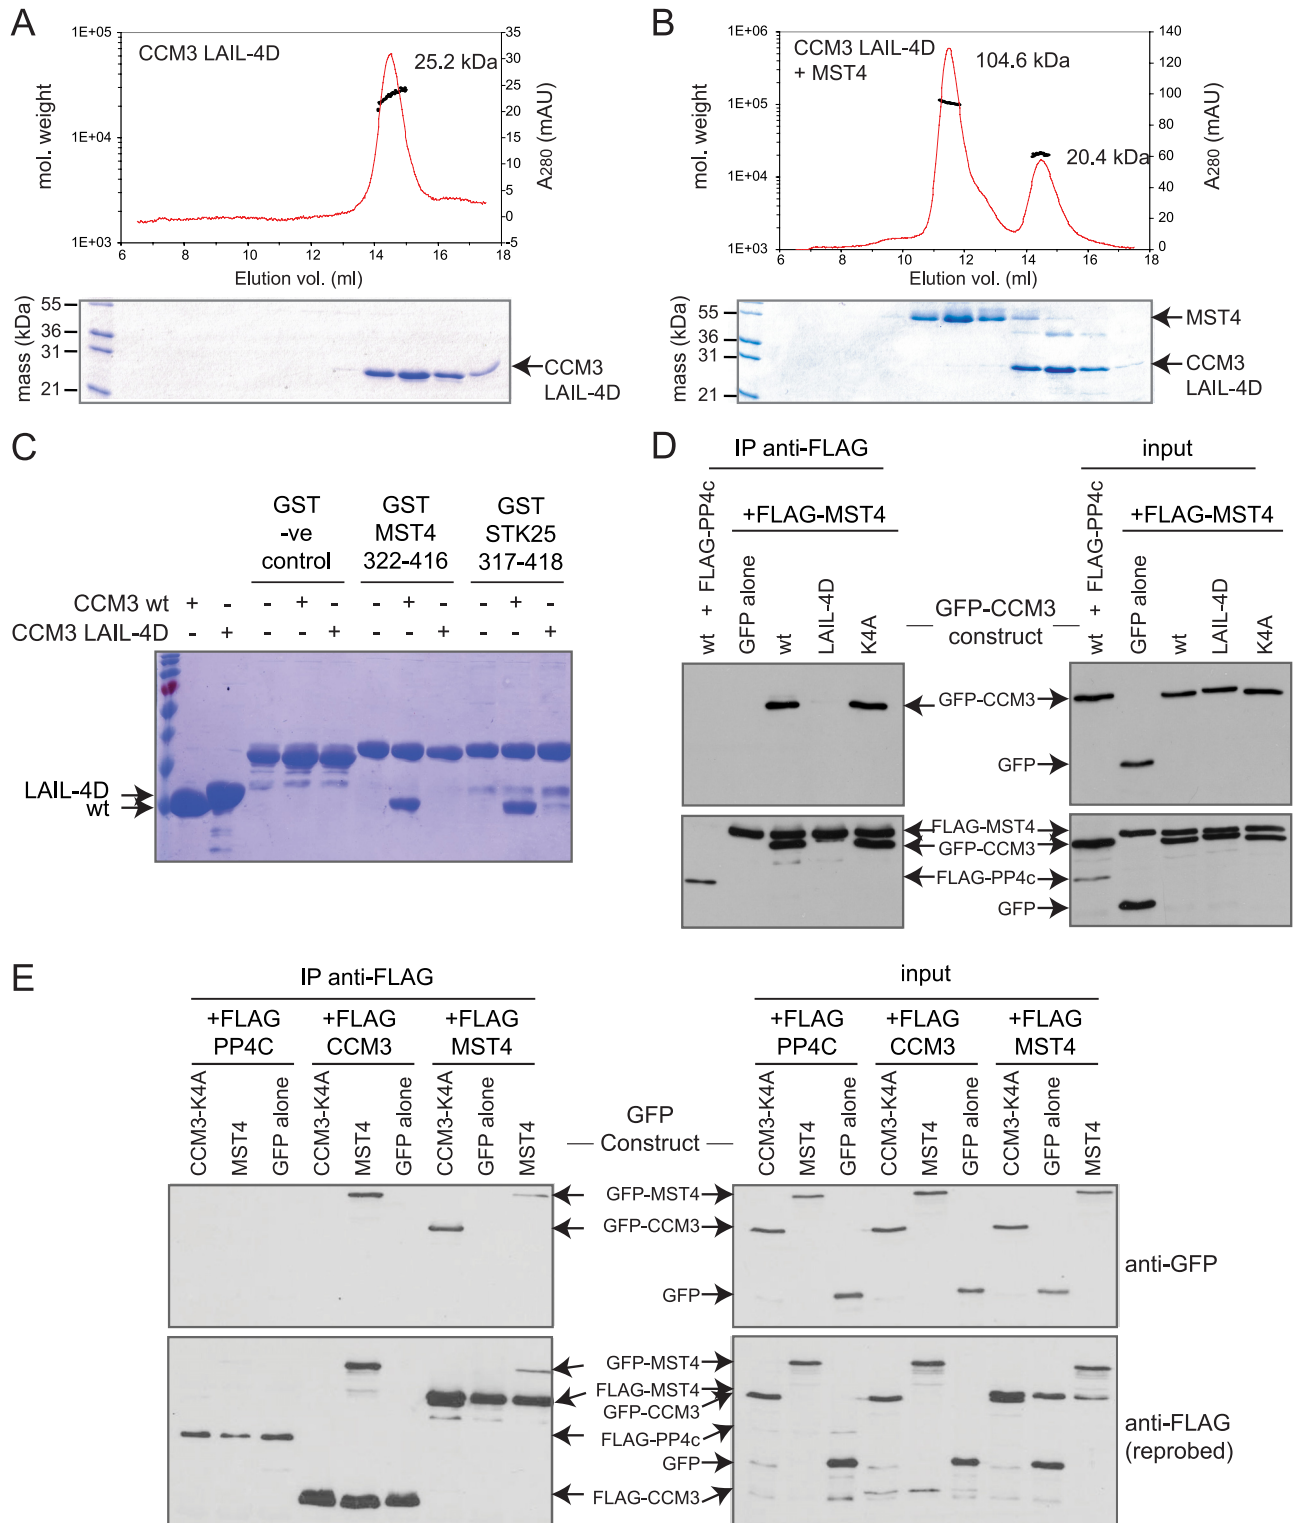 A
CCM3 LAIL-4D
25.2 kDa
1E+05
1E+04
1E+03
mol. weight
35
30
25
20
15
10
5
0
-5
A280 (mAU)
6 8 10 12 14 16 18
Elution vol. (ml)
mass (kDa)
55
36
31
21
CCM3
LAIL-4D
B
CCM3 LAIL-4D
+ MST4
104.6 kDa
20.4 kDa
1E+06
1E+05
1E+04
1E+03
mol. weight
140
120
100
80
60
40
20
0
A280 (mAU)
6 8 10 12 14 16 18
Elution vol. (ml)
mass (kDa)
55
36
31
21
MST4
CCM3
LAIL-4D
C
GST GST GST
-ve MST4 STK25
control 322-416 317-418
CCM3 wt + - - + - - + - - + -
CCM3 LAIL-4D - + - - + - - + - - +
LAIL-4D
wt
D
IP anti-FLAG input
+FLAG-MST4 +FLAG-MST4
wt + FLAG-PP4c
GFP alone
wt
LAIL-4D
K4A
GFP-CCM3
construct
wt + FLAG-PP4c
GFP alone
wt
LAIL-4D
K4A
GFP-CCM3
GFP
FLAG-MST4
GFP-CCM3
FLAG-PP4c
GFP
E
IP anti-FLAG input
+FLAG +FLAG +FLAG +FLAG +FLAG +FLAG
PP4C CCM3 MST4 PP4C CCM3 MST4
CCM3-K4A
MST4
GFP alone
CCM3-K4A
MST4
GFP alone
CCM3-K4A
GFP alone
MST4
GFP
Construct
CCM3-K4A
MST4
GFP alone
CCM3-K4A
MST4
GFP alone
CCM3-K4A
GFP alone
MST4
GFP-MST4
GFP-CCM3
GFP
anti-GFP
GFP-MST4
FLAG-MST4
GFP-CCM3
FLAG-PP4c
GFP
FLAG-CCM3
anti-FLAG
(reprobed)